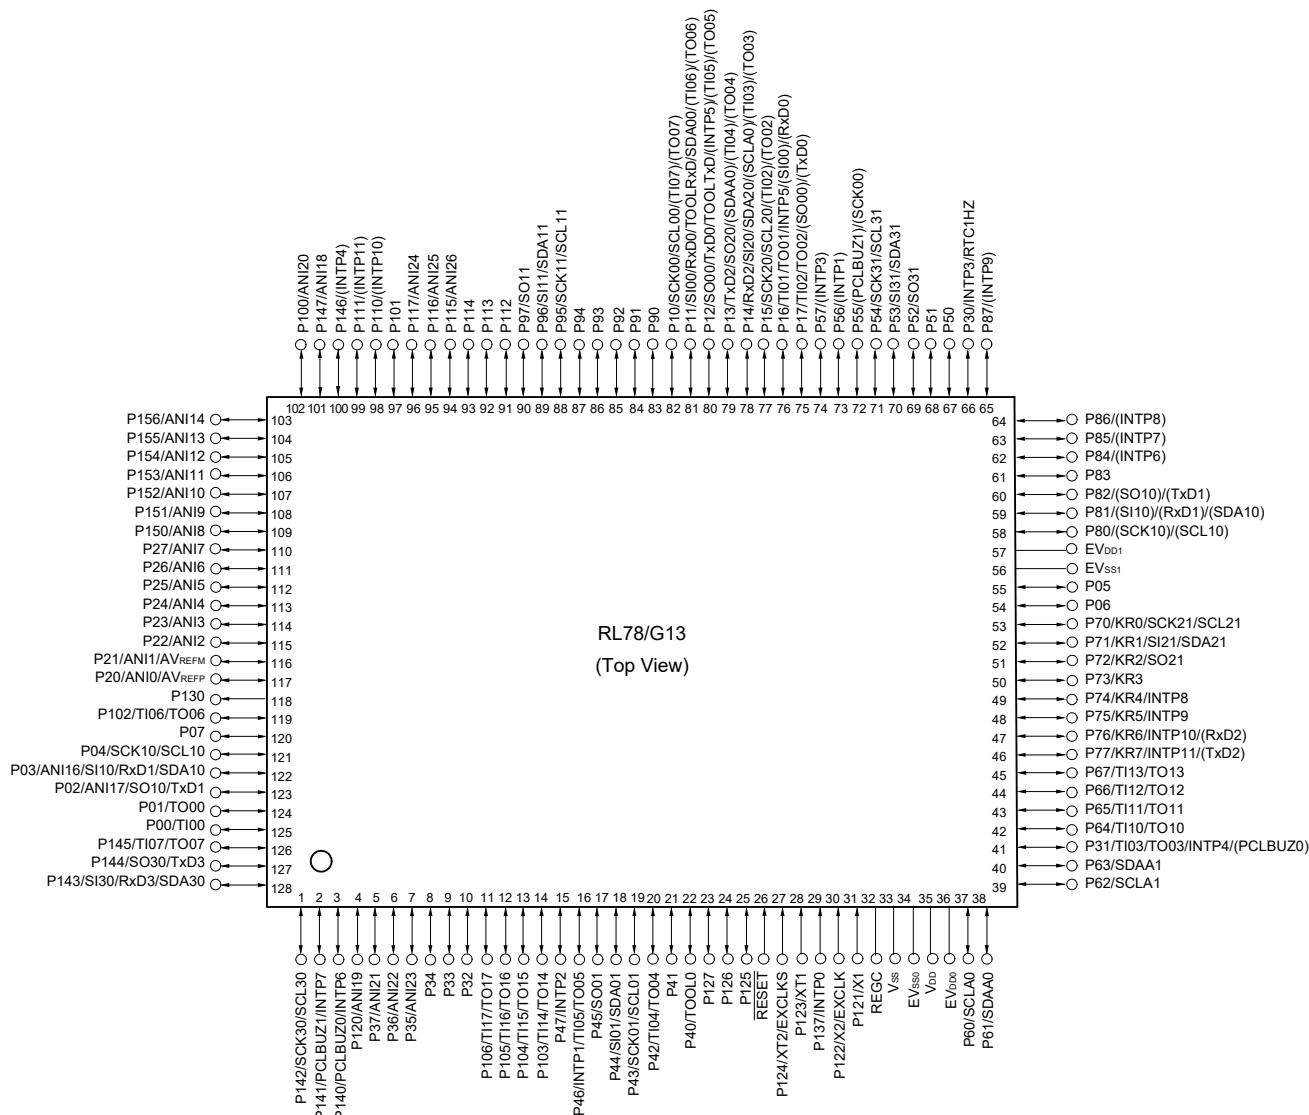 P100/ANI20
P147/ANI18
P146/(INTP4)
P111/(INTP11)
P110/(INTP10)
P101
P117/ANI24
P116/ANI25
P115/ANI26
P114
P113
P112
P97/SO11
P96/SI11/SDA11
P95/SCK11/SCL11
P94
P93
P92
P91
P90
P10/SCK00/SCL00/(TI07)/(TO07)
P11/SI00/RxD0/TOOLRxD/SDA00/(TI06)/(TO06)
P12/SO00/TxD0/TOOLTxD/(INTP5)/(TI05)/(TO05)
P13/TxD2/SO20/(SDAA0)/(TI04)/(TO04)
P14/RxD2/SI20/SDA20/(SCLA0)/(TI03)/(TO03)
P15/SCK20/SCL20/(TI02)/(TO02)
P16/TI01/TO01/INTP5/(SI00)/(RxD0)
P17/TI02/TO02/(SO00)/(TxD0)
P57/(INTP3)
P56/(INTP1)
P55/(PCLBUZ1)/(SCK00)
P54/SCK31/SCL31
P53/SI31/SDA31
P52/SO31
P51
P50
P30/INTP3/RTC1HZ
P87/(INTP9)
102 101 100 99 98 97 96 95 94 93 92 91 90 89 88 87 86 85 84 83 82 81 80 79 78 77 76 75 74 73 72 71 70 69 68 67 66 65
P156/ANI14 103
P155/ANI13 104
P154/ANI12 105
P153/ANI11 106
P152/ANI10 107
P151/ANI9 108
P150/ANI8 109
P27/ANI7 110
P26/ANI6 111
P25/ANI5 112
P24/ANI4 113
P23/ANI3 114
P22/ANI2 115
P21/ANI1/AVREFM 116
P20/ANI0/AVREFP 117
P130 118
P102/TI06/TO06 119
P07 120
P04/SCK10/SCL10 121
P03/ANI16/SI10/RxD1/SDA10 122
P02/ANI17/SO10/TxD1 123
P01/TO00 124
P00/TI00 125
P145/TI07/TO07 126
P144/SO30/TxD3 127
P143/SI30/RxD3/SDA30 128
RL78/G13
(Top View)
64 P86/(INTP8)
63 P85/(INTP7)
62 P84/(INTP6)
61 P83
60 P82/(SO10)/(TxD1)
59 P81/(SI10)/(RxD1)/(SDA10)
58 P80/(SCK10)/(SCL10)
57 EVDD1
56 EVSS1
55 P05
54 P06
53 P70/KR0/SCK21/SCL21
52 P71/KR1/SI21/SDA21
51 P72/KR2/SO21
50 P73/KR3
49 P74/KR4/INTP8
48 P75/KR5/INTP9
47 P76/KR6/INTP10/(RxD2)
46 P77/KR7/INTP11/(TxD2)
45 P67/TI13/TO13
44 P66/TI12/TO12
43 P65/TI11/TO11
42 P64/TI10/TO10
41 P31/TI03/TO03/INTP4/(PCLBUZ0)
40 P63/SDAA1
39 P62/SCLA1
1 2 3 4 5 6 7 8 9 10 11 12 13 14 15 16 17 18 19 20 21 22 23 24 25 26 27 28 29 30 31 32 33 34 35 36 37 38
P142/SCK30/SCL30
P141/PCLBUZ1/INTP7
P140/PCLBUZ0/INTP6
P120/ANI19
P37/ANI21
P36/ANI22
P35/ANI23
P34
P33
P32
P106/TI17/TO17
P105/TI16/TO16
P104/TI15/TO15
P103/TI14/TO14
P47/INTP2
P46/INTP1/TI05/TO05
P45/SO01
P44/SI01/SDA01
P43/SCK01/SCL01
P42/TI04/TO04
P41
P40/TOOL0
P127
P126
P125
RESET
P124/XT2/EXCLKS
P123/XT1
P137/INTP0
P122/X2/EXCLK
P121/X1
REGC
VSS
EVSS0
VDD
EVDD0
P60/SCLA0
P61/SDAA0